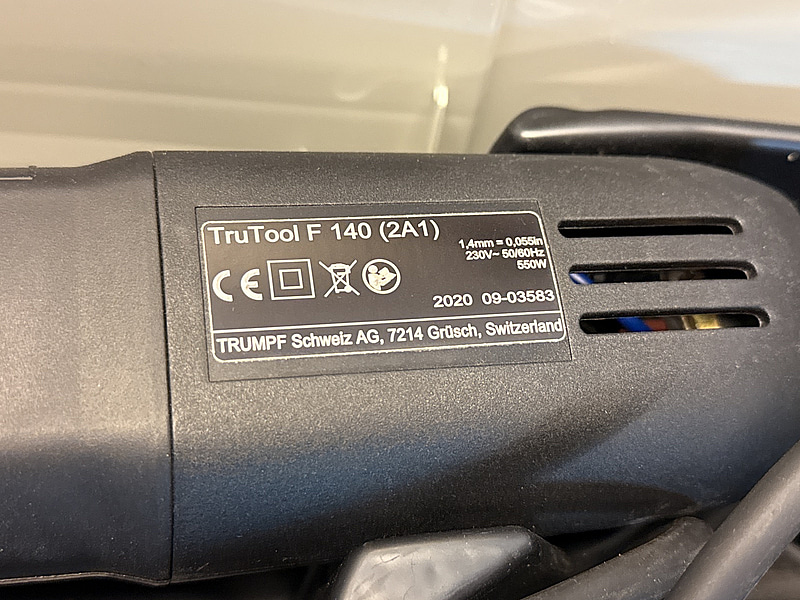 TruTool F 140 (2A1)
1,4mm = 0,055in
230V~ 50/60Hz
550W
CE
2020 09-03583
TRUMPF Schweiz AG, 7214 Grüsch, Switzerland